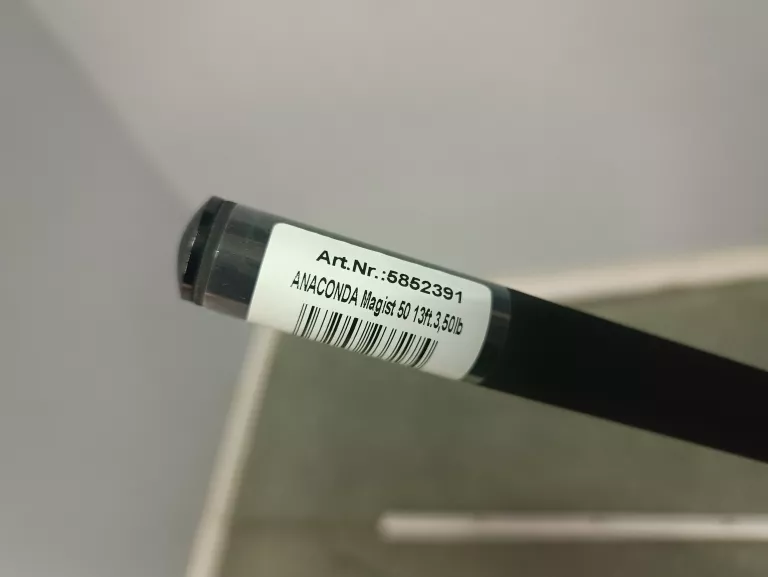 Art.Nr.:5852391
ANACONDA Magist 50 13ft.3,50lb